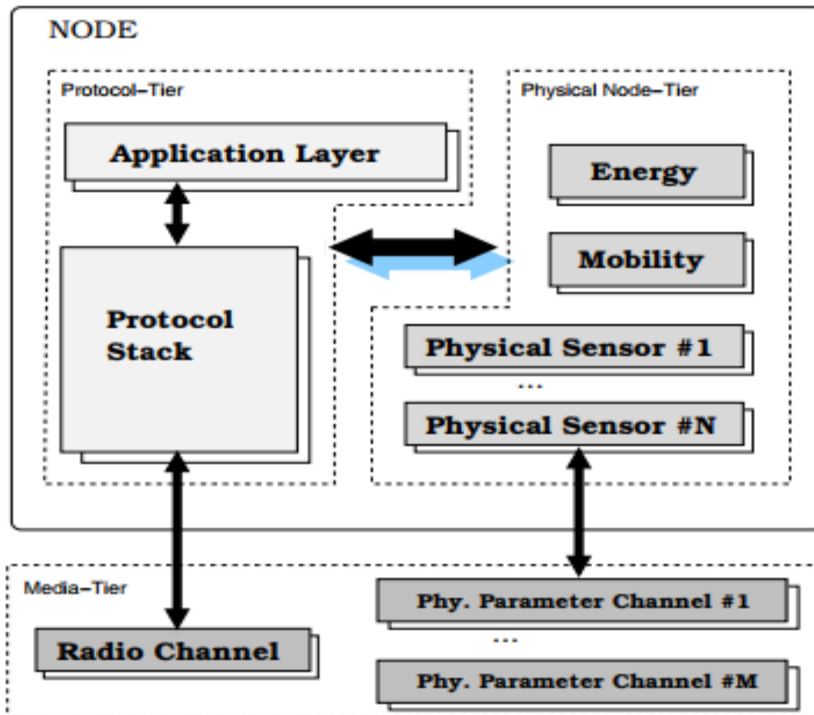 NODE
Protocol–Tier
Application Layer
Protocol
Stack
Physical Node–Tier
Energy
Mobility
Physical Sensor #1
...
Physical Sensor #N
Media–Tier
Radio Channel
Phy. Parameter Channel #1
...
Phy. Parameter Channel #M